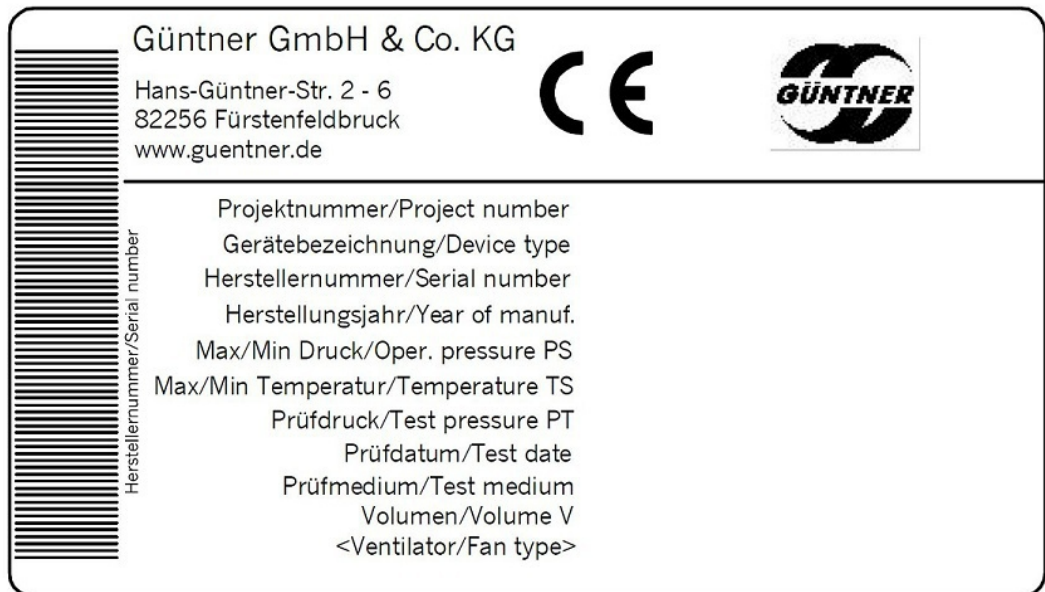 Güntner GmbH & Co. KG
Hans-Güntner-Str. 2 - 6
82256 Fürstenfeldbruck
www.guentner.de
CE
GÜNTNER
Herstellernummer/Serial number
Projektnummer/Project number
Gerätebezeichnung/Device type
Herstellernummer/Serial number
Herstellungsjahr/Year of manuf.
Max/Min Druck/Oper. pressure PS
Max/Min Temperatur/Temperature TS
Prüfdruck/Test pressure PT
Prüfdatum/Test date
Prüfmedium/Test medium
Volumen/Volume V
<Ventilator/Fan type>